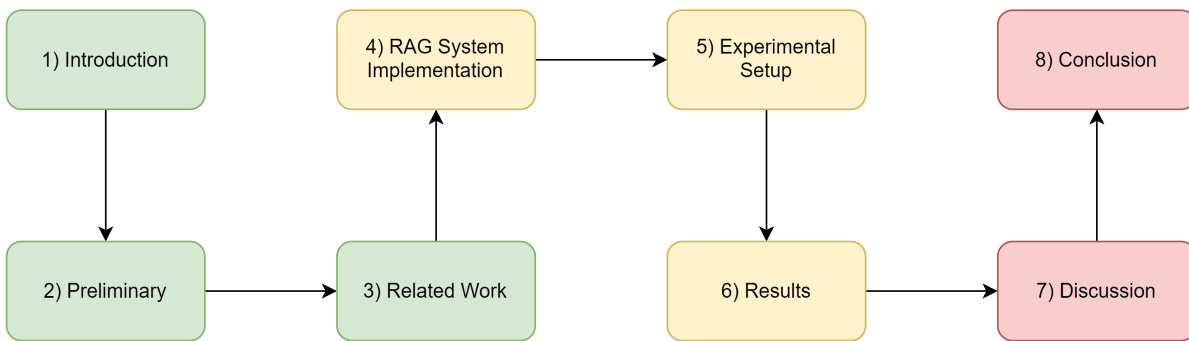 1) Introduction
2) Preliminary
3) Related Work
4) RAG System
Implementation
5) Experimental
Setup
6) Results
7) Discussion
8) Conclusion